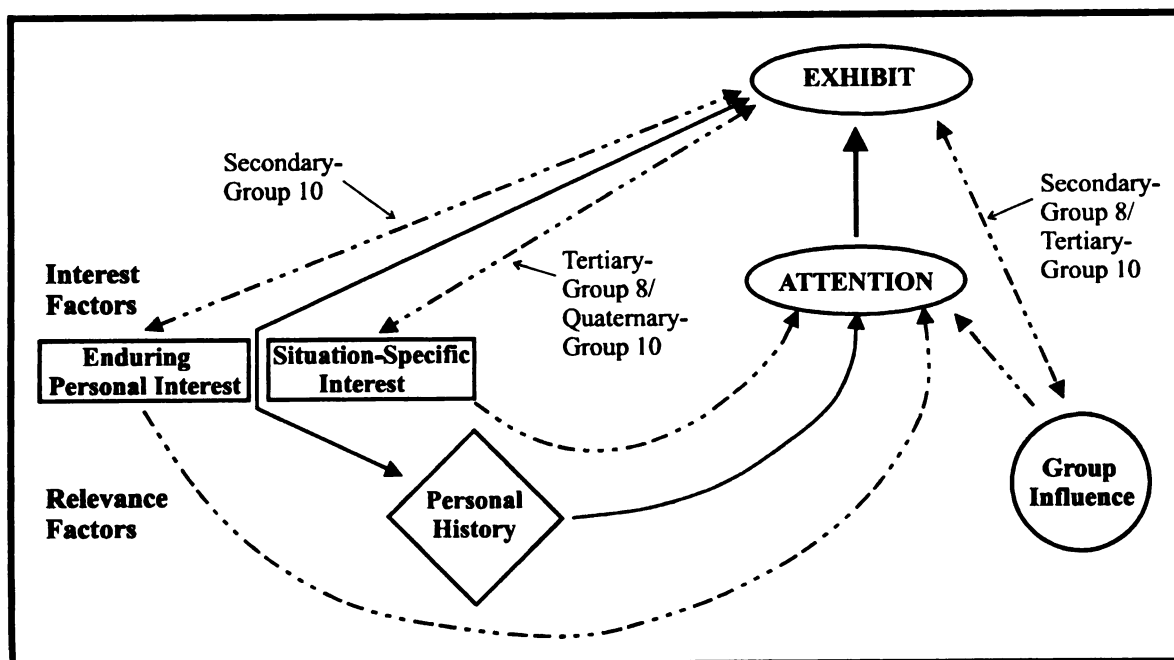 EXHIBIT
Secondary-
Group 10
Secondary-
Group 8/
Tertiary-
Group 10
Interest
Factors
Tertiary-
Group 8/
Quaternary-
Group 10
ATTENTION
Enduring
Personal Interest
Situation-Specific
Interest
Group
Influence
Relevance
Factors
Personal
History